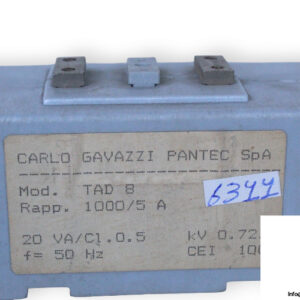 CARLO GAVAZZI PANTEC SpA
Mod. TAD 8
Rapp. 1000/5 A
6344
20 VA/Cl.0.5 kV 0.72
f= 50 Hz CEI